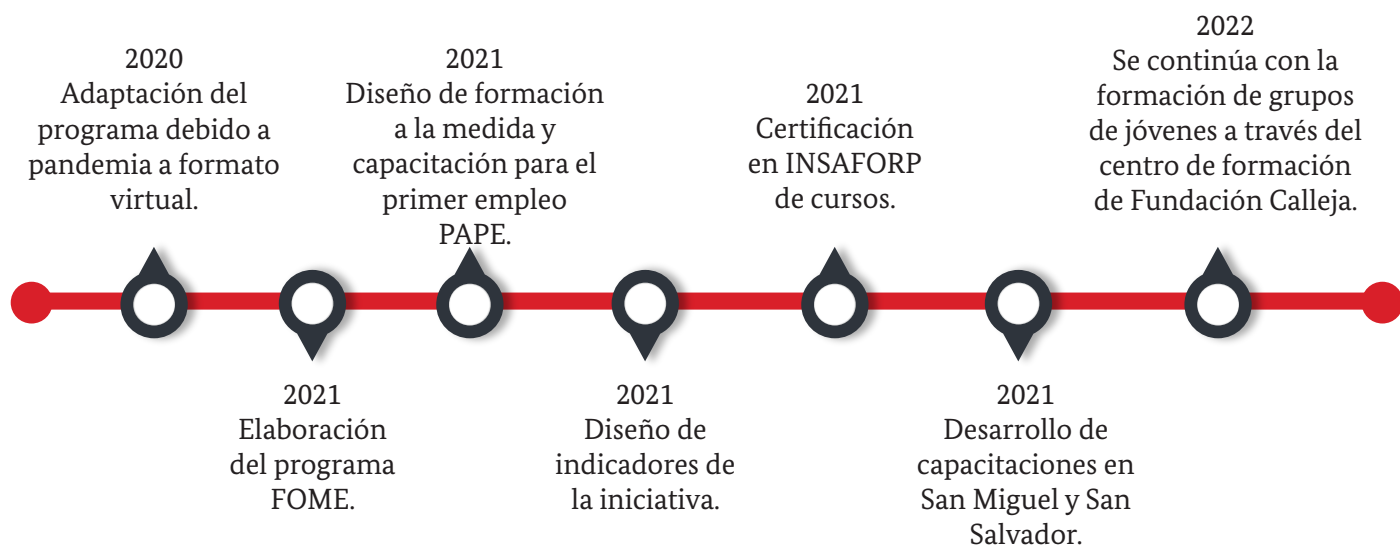 2020
Adaptación del
programa debido a
pandemia a formato
virtual.
2021
Elaboración
del programa
FOME.
2021
Diseño de formación
a la medida y
capacitación para el
primer empleo
PAPE.
2021
Diseño de
indicadores de
la iniciativa.
2021
Certificación
en INSAFORP
de cursos.
2021
Desarrollo de
capacitaciones en
San Miguel y San
Salvador.
2022
Se continúa con la
formación de grupos
de jóvenes a través del
centro de formación
de Fundación Calleja.